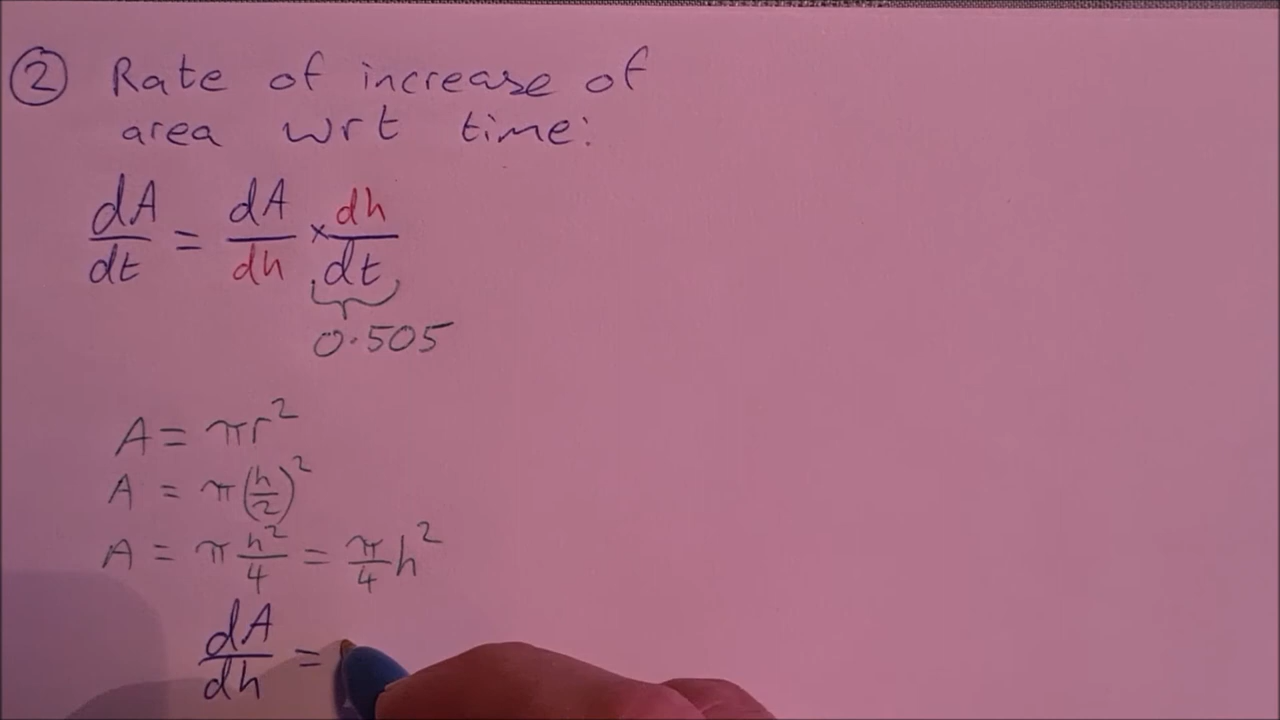 ② Rate of increase of
area wrt time:
dA/dt = dA/dh × dh/dt
0.505
A = πr²
A = π(h/2)²
A = π h²/4 = π/4 h²
dA/dh =